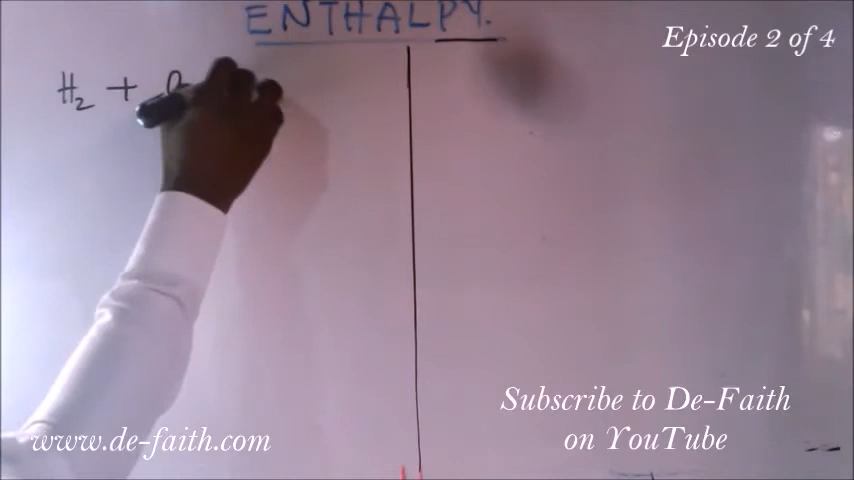 ENTHALPY.
Episode 2 of 4
H₂ +
Subscribe to De-Faith
on YouTube
www.de-faith.com